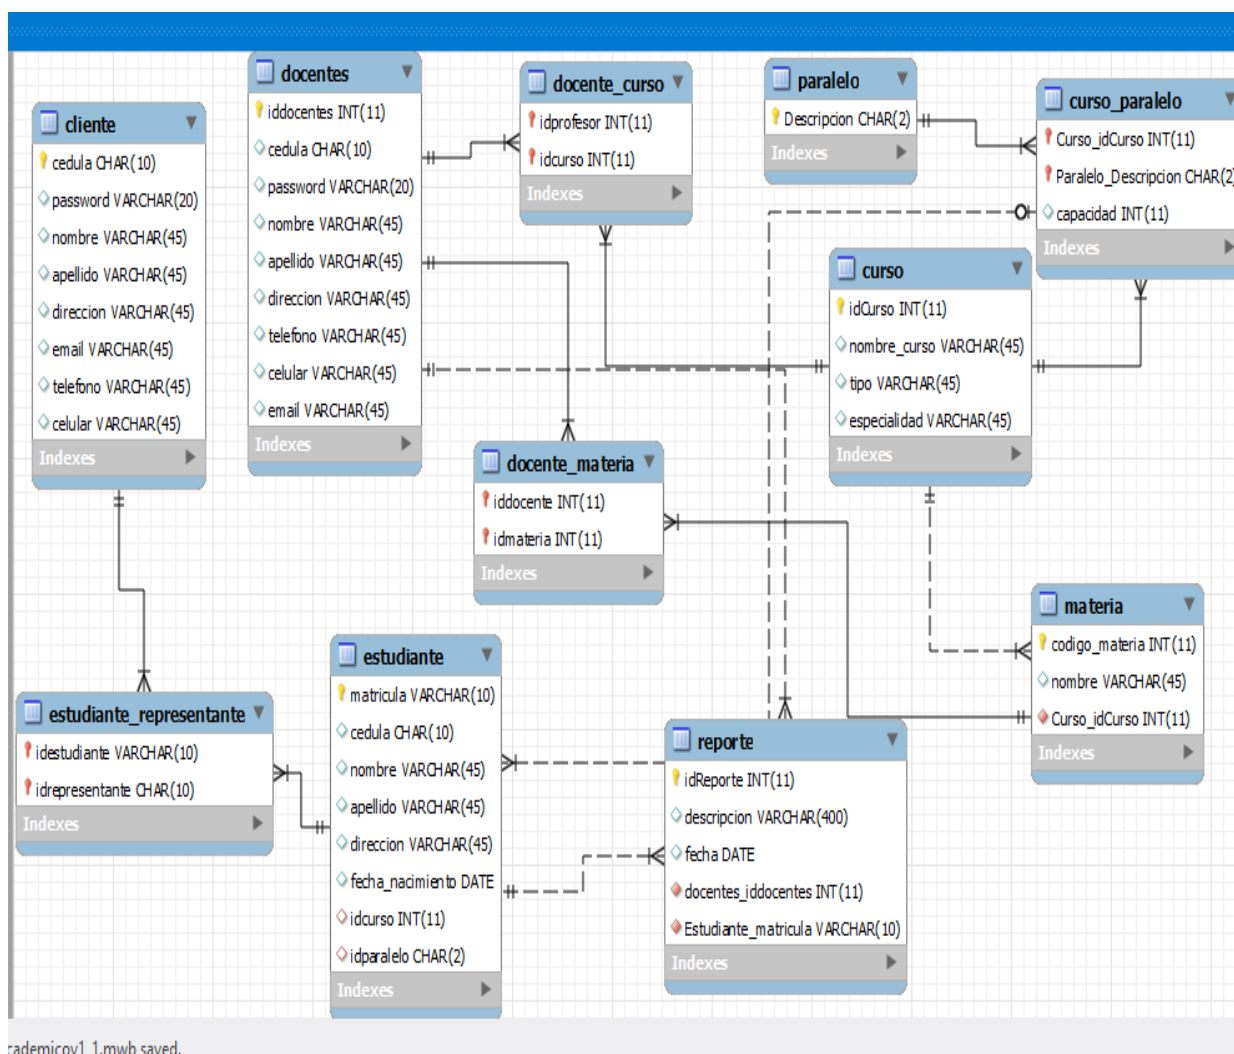 cliente
cedula CHAR(10)
password VARCHAR(20)
nombre VARCHAR(45)
apellido VARCHAR(45)
direccion VARCHAR(45)
email VARCHAR(45)
telefono VARCHAR(45)
celular VARCHAR(45)
Indexes
docentes
iddocentes INT(11)
cedula CHAR(10)
password VARCHAR(20)
nombre VARCHAR(45)
apellido VARCHAR(45)
direccion VARCHAR(45)
telefono VARCHAR(45)
celular VARCHAR(45)
email VARCHAR(45)
Indexes
docente_curso
idprofesor INT(11)
idcurso INT(11)
Indexes
paralelo
Descripcion CHAR(2)
Indexes
curso_paralelo
Curso_idCurso INT(11)
Paralelo_Descripcion CHAR(2)
capacidad INT(11)
Indexes
curso
idCurso INT(11)
nombre_curso VARCHAR(45)
tipo VARCHAR(45)
especialidad VARCHAR(45)
Indexes
docente_materia
iddocente INT(11)
idmateria INT(11)
Indexes
materia
codigo_materia INT(11)
nombre VARCHAR(45)
Curso_idCurso INT(11)
Indexes
estudiante_representante
idestudiante VARCHAR(10)
idrepresentante CHAR(10)
Indexes
estudiante
matricula VARCHAR(10)
cedula CHAR(10)
nombre VARCHAR(45)
apellido VARCHAR(45)
direccion VARCHAR(45)
fecha_nacimiento DATE
idcurso INT(11)
idparalelo CHAR(2)
Indexes
reporte
idReporte INT(11)
descripcion VARCHAR(400)
fecha DATE
docentes_iddocentes INT(11)
Estudiante_matricula VARCHAR(10)
Indexes
cademicov1_1.mwb saved.